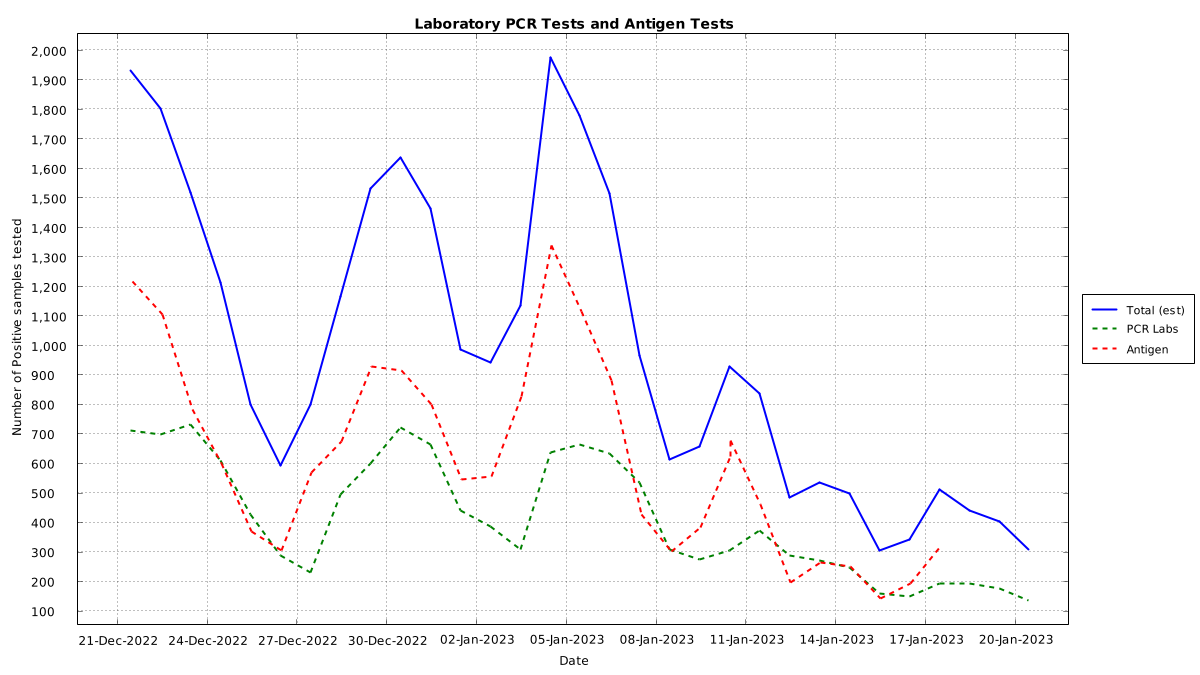 Laboratory PCR Tests and Antigen Tests
2,000
1,900
1,800
1,700
1,600
1,500
1,400
1,300
1,200
1,100
1,000
900
800
700
600
500
400
300
200
100
Number of Positive samples tested
21-Dec-2022 24-Dec-2022 27-Dec-2022 30-Dec-2022 02-Jan-2023 05-Jan-2023 08-Jan-2023 11-Jan-2023 14-Jan-2023 17-Jan-2023 20-Jan-2023
Date
Total (est)
PCR Labs
Antigen